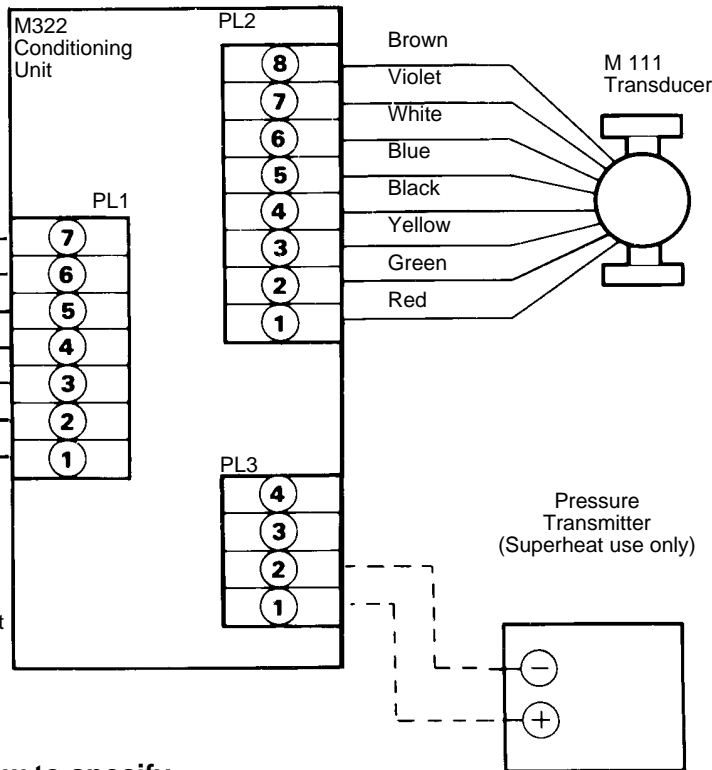 M322
Conditioning
Unit
PL2
8
7
6
5
4
3
2
1
Brown
Violet
White
Blue
Black
Yellow
Green
Red
M 111
Transducer
PL1
7
6
5
4
3
2
1
PL3
4
3
2
1
Pressure
Transmitter
(Superheat use only)
−
+
to specify